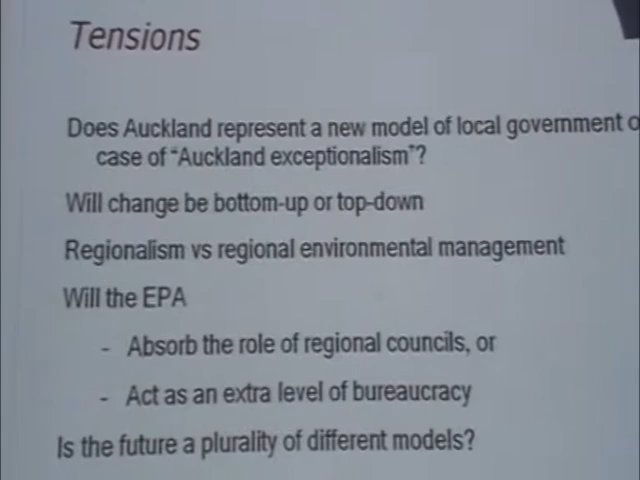 Tensions
Does Auckland represent a new model of local government
case of “Auckland exceptionalism”?
Will change be bottom-up or top-down
Regionalism vs regional environmental management
Will the EPA
- Absorb the role of regional councils, or
- Act as an extra level of bureaucracy
Is the future a plurality of different models?